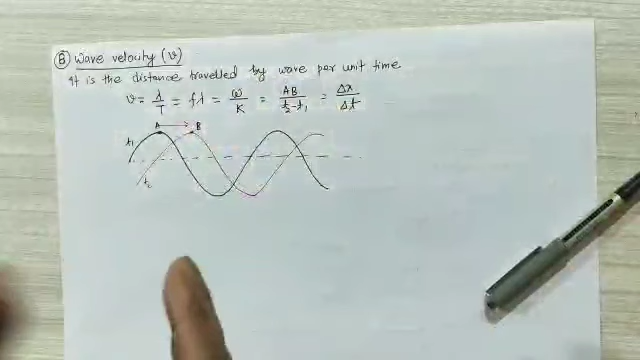 (B) Wave velocity (v)
It is the distance travelled by wave per unit time
v = λ/T = fλ = ω/K = AB/t₂-t₁ = Δx/Δt
A B
t₁
t₂